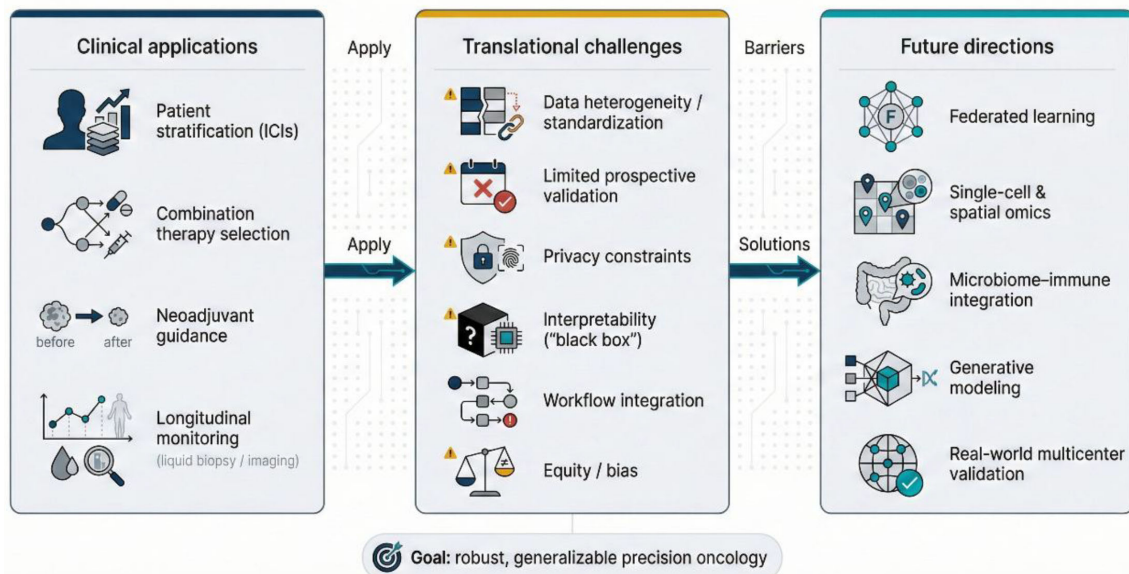 Clinical applications
Patient
stratification (ICIs)
Combination
therapy selection
before
after
Neoadjuvant
guidance
Longitudinal
monitoring
(liquid biopsy / imaging)
Apply
Apply
Translational challenges
Data heterogeneity /
standardization
Limited prospective
validation
Privacy constraints
?
Interpretability
(“black box”)
Workflow integration
≠
Equity / bias
Barriers
Solutions
Future directions
F
Federated learning
Single-cell &
spatial omics
Microbiome–immune
integration
Generative
modeling
Real-world multicenter
validation
Goal: robust, generalizable precision oncology